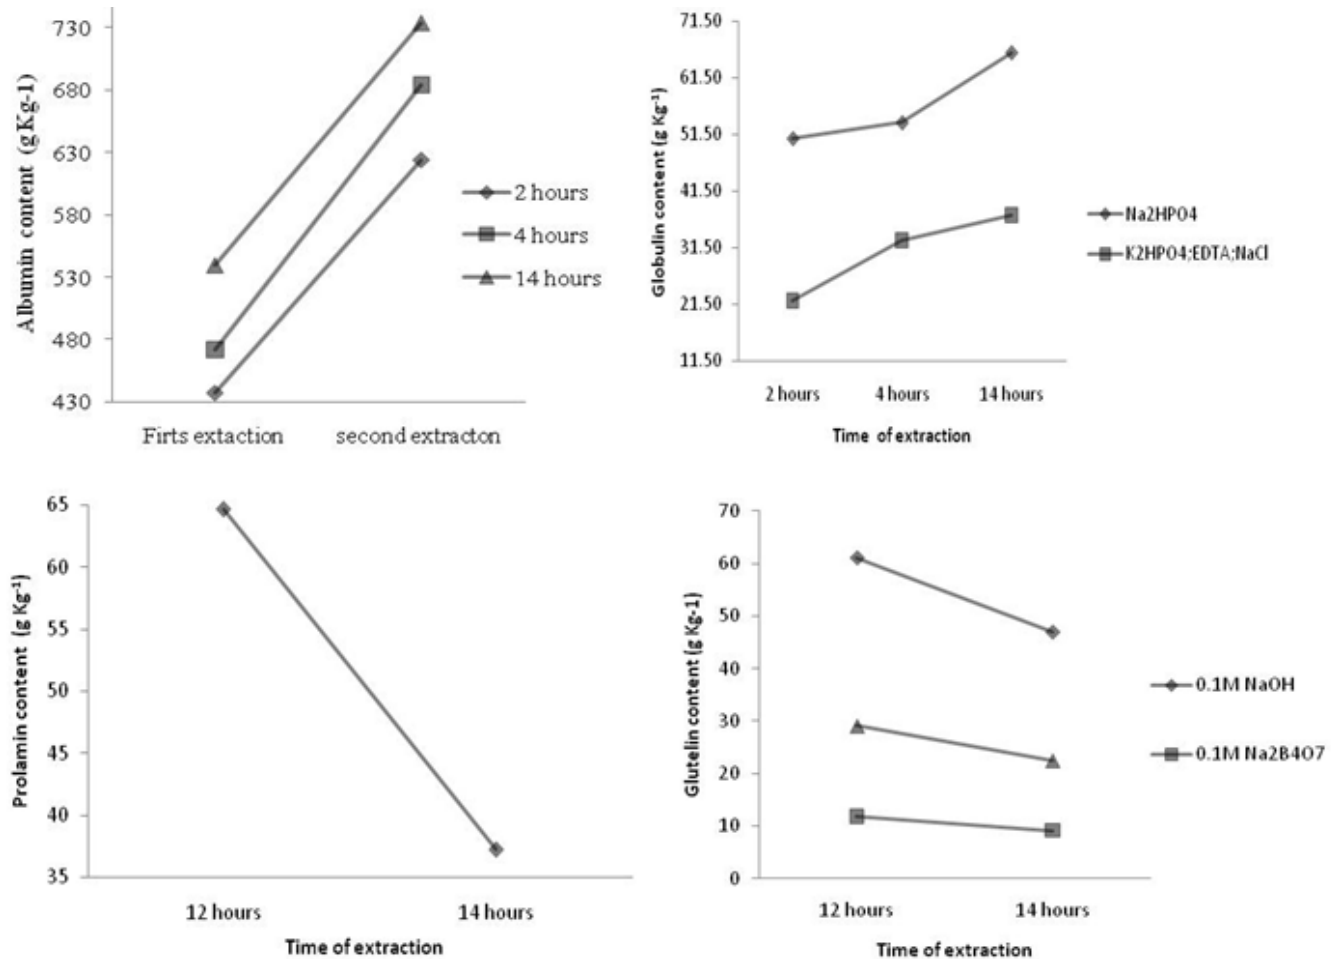 730
680
630
580
530
480
430
Albumin content (gKg-1)
Firts extaction
second extracton
2 hours
4 hours
14 hours
71.50
61.50
51.50
41.50
31.50
21.50
11.50
Globulin content (g Kg⁻¹)
2 hours
4 hours
14 hours
Time of extraction
Na2HPO4
K2HPO4;EDTA;NaCl
65
60
55
50
45
40
35
Prolamin content (g Kg⁻¹)
12 hours
14 hours
Time of extraction
70
60
50
40
30
20
10
0
Glutelin content (g Kg-1)
12 hours
14 hours
Time of extraction
0.1M NaOH
0.1M Na2B4O7